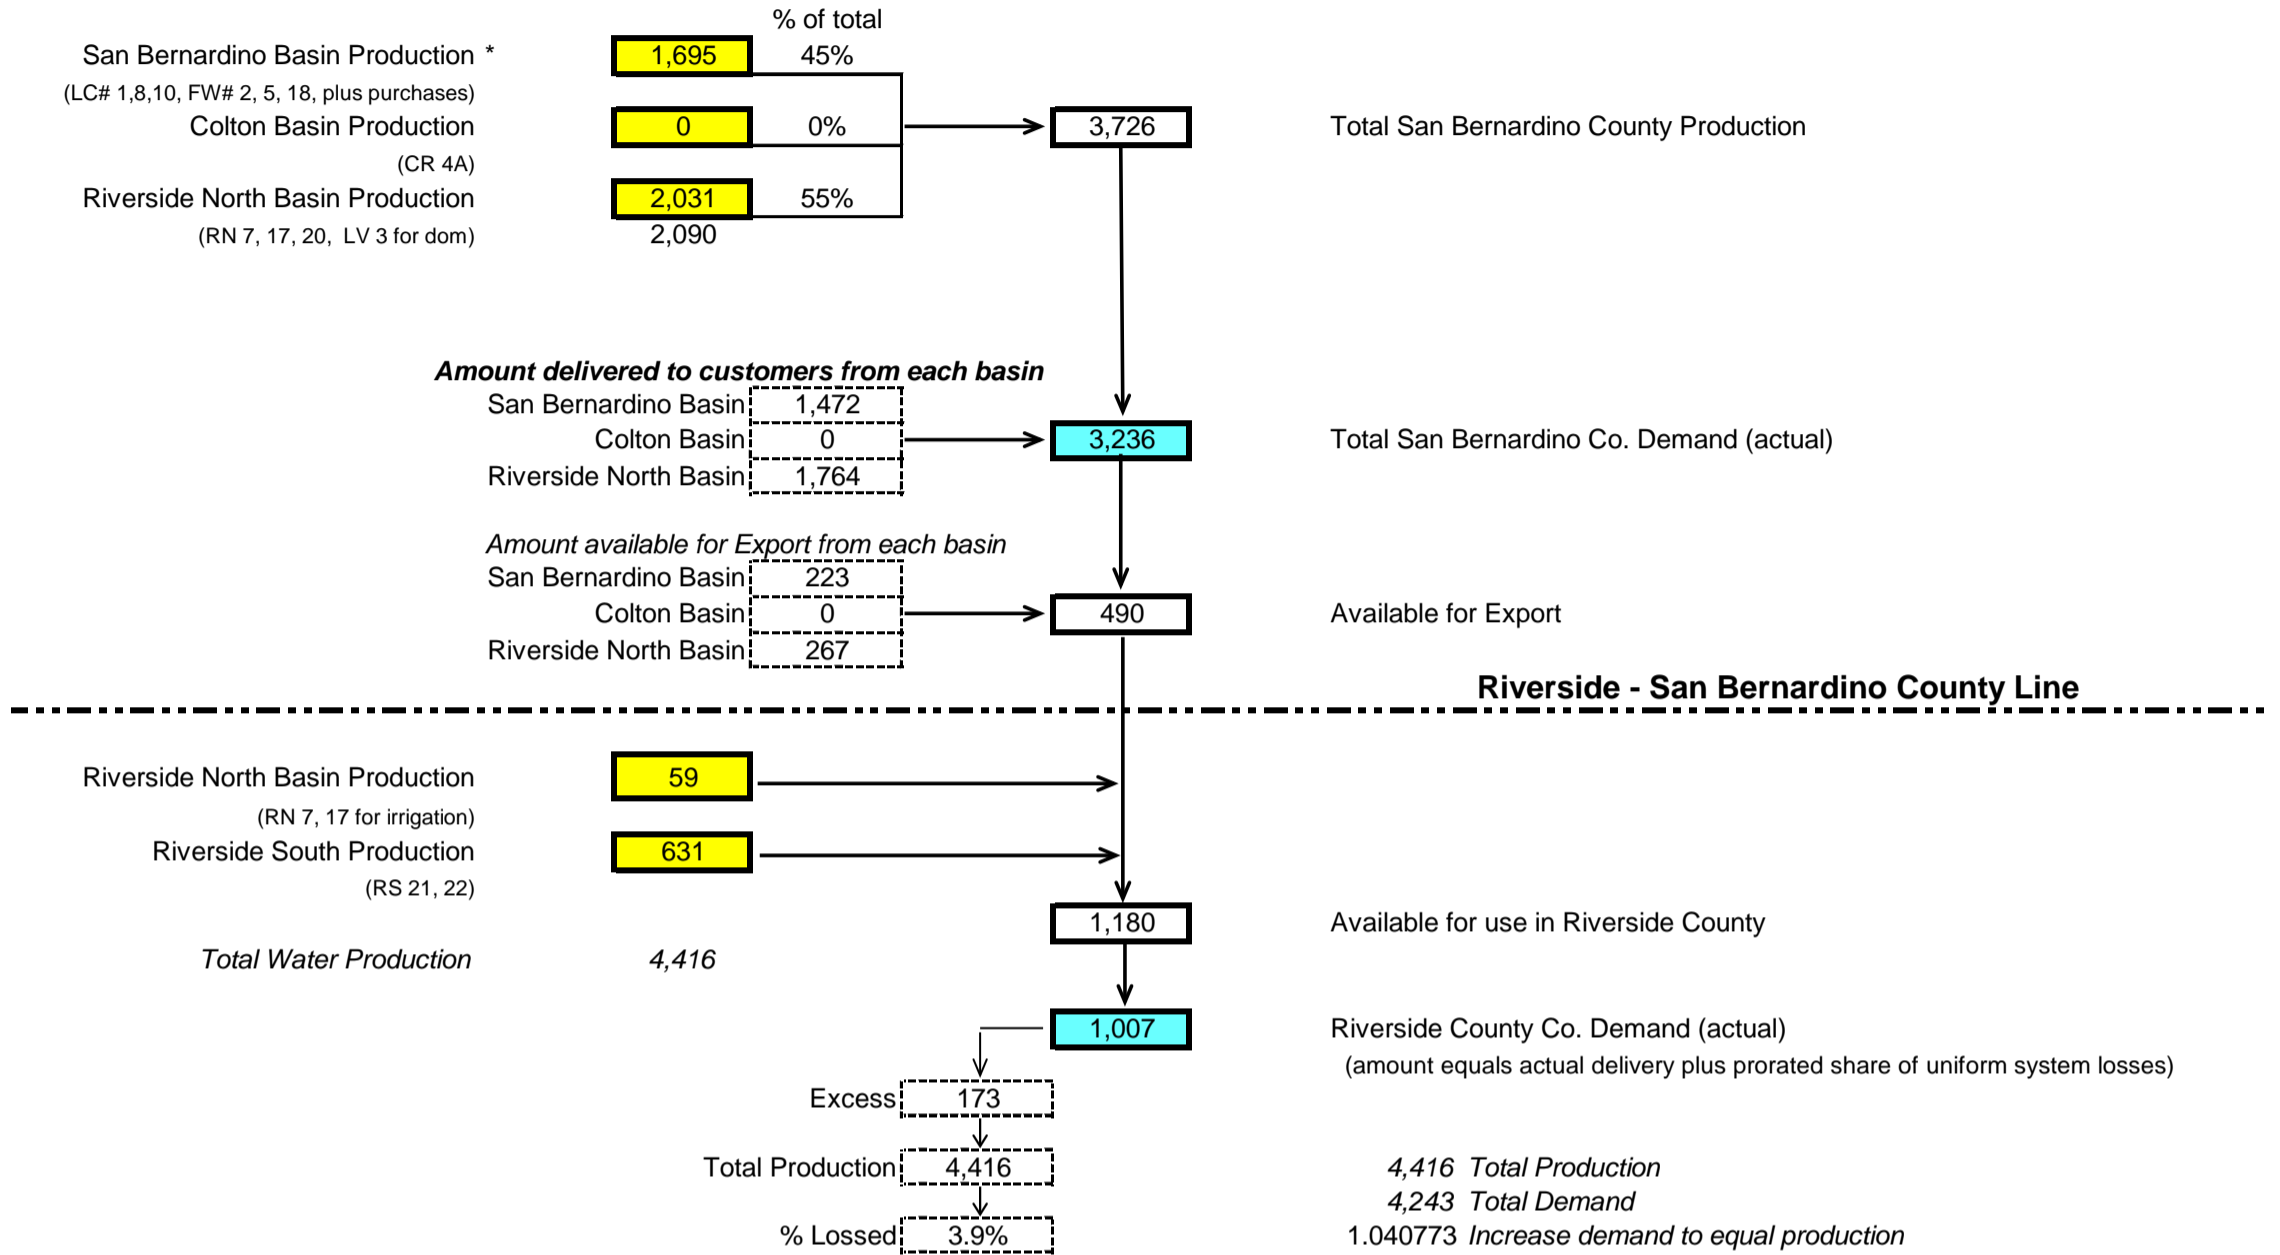 % of total
San Bernardino Basin Production * 1,695 45%
(LC# 1,8,10, FW# 2, 5, 18, plus purchases)
Colton Basin Production 0 0% 3,726 Total San Bernardino County Production
(CR 4A)
Riverside North Basin Production 2,031 55%
(RN 7, 17, 20, LV 3 for dom) 2,090
Amount delivered to customers from each basin
San Bernardino Basin 1,472
Colton Basin 0 3,236 Total San Bernardino Co. Demand (actual)
Riverside North Basin 1,764
Amount available for Export from each basin
San Bernardino Basin 223
Colton Basin 0 490 Available for Export
Riverside North Basin 267
Riverside - San Bernardino County Line
Riverside North Basin Production 59
(RN 7, 17 for irrigation)
Riverside South Production 631
(RS 21, 22)
1,180 Available for use in Riverside County
Total Water Production 4,416
1,007 Riverside County Co. Demand (actual)
(amount equals actual delivery plus prorated share of uniform system losses)
Excess 173
Total Production 4,416 4,416 Total Production
4,243 Total Demand
% Lossed 3.9% 1.040773 Increase demand to equal production